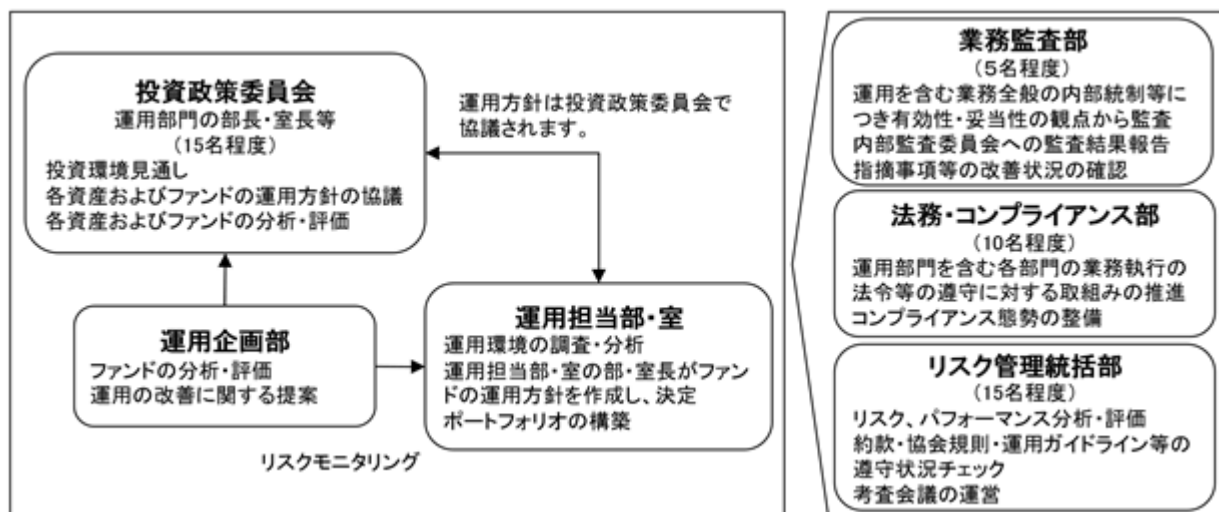 投資政策委員会
運用部門の部長・室長等
(15名程度)
投資環境見通し
各資産およびファンドの運用方針の協議
各資産およびファンドの分析・評価
運用方針は投資政策委員会で
協議されます。
運用企画部
ファンドの分析・評価
運用の改善に関する提案
運用担当部・室
運用環境の調査・分析
運用担当部・室の部・室長がファン
ドの運用方針を作成し、決定
ポートフォリオの構築
リスクモニタリング
業務監査部
(5名程度)
運用を含む業務全般の内部統制等に
つき有効性・妥当性の観点から監査
内部監査委員会への監査結果報告
指摘事項等の改善状況の確認
法務・コンプライアンス部
(10名程度)
運用部門を含む各部門の業務執行の
法令等の遵守に対する取組みの推進
コンプライアンス態勢の整備
リスク管理統括部
(15名程度)
リスク、パフォーマンス分析・評価
約款・協会規則・運用ガイドライン等の
遵守状況チェック
考査会議の運営